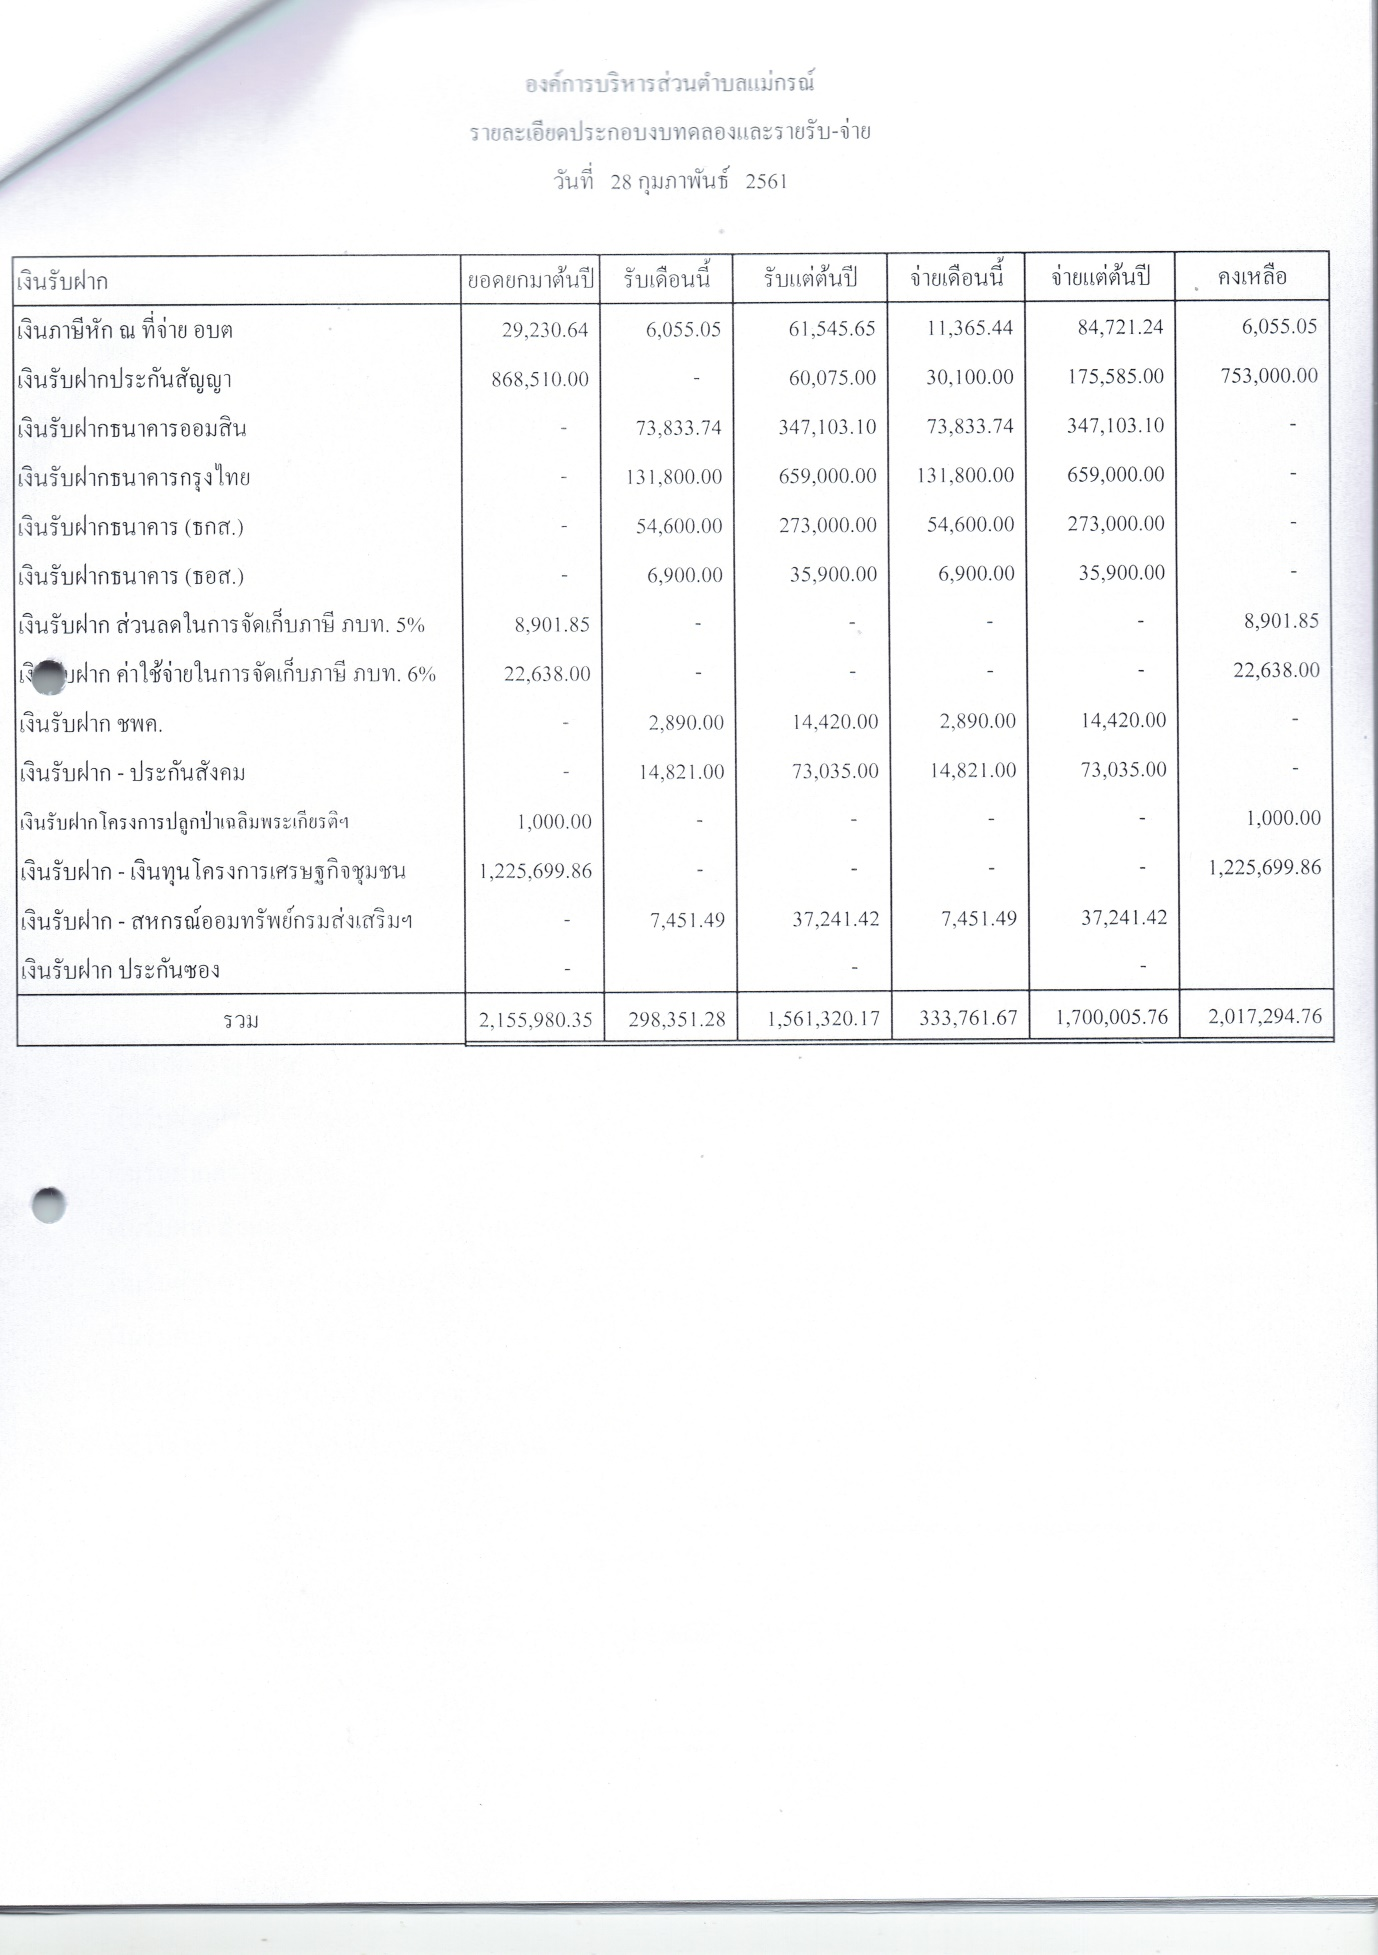 องค์การบริหารส่วนตำบลแม่กรณ์
รายละเอียดประกอบงบทดลองและรายรับ-จ่าย
วันที่ 28 กุมภาพันธ์ 2561
เงินรับฝาก ยอดยกมาต้นปี รับเดือนนี้ รับแต่ต้นปี จ่ายเดือนนี้ จ่ายแต่ต้นปี คงเหลือ
เงินภาษีหัก ณ ที่จ่าย อบต 29,230.64 6,055.05 61,545.65 11,365.44 84,721.24 6,055.05
เงินรับฝากประกันสัญญา 868,510.00 - 60,075.00 30,100.00 175,585.00 753,000.00
เงินรับฝากธนาคารออมสิน - 73,833.74 347,103.10 73,833.74 347,103.10 -
เงินรับฝากธนาคารกรุงไทย - 131,800.00 659,000.00 131,800.00 659,000.00 -
เงินรับฝากธนาคาร (ธกส.) - 54,600.00 273,000.00 54,600.00 273,000.00 -
เงินรับฝากธนาคาร (ธอส.) - 6,900.00 35,900.00 6,900.00 35,900.00 -
เงินรับฝาก ส่วนลดในการจัดเก็บภาษี ภบท. 5% 8,901.85 - - - - 8,901.85
เงินรับฝาก ค่าใช้จ่ายในการจัดเก็บภาษี ภบท. 6% 22,638.00 - - - - 22,638.00
เงินรับฝาก ชพค. - 2,890.00 14,420.00 2,890.00 14,420.00 -
เงินรับฝาก - ประกันสังคม - 14,821.00 73,035.00 14,821.00 73,035.00 -
เงินรับฝากโครงการปลูกป่าเฉลิมพระเกียรติฯ 1,000.00 - - - - 1,000.00
เงินรับฝาก - เงินทุนโครงการเศรษฐกิจชุมชน 1,225,699.86 - - - - 1,225,699.86
เงินรับฝาก - สหกรณ์ออมทรัพย์กรมส่งเสริมฯ - 7,451.49 37,241.42 7,451.49 37,241.42
เงินรับฝาก ประกันซอง - - -
รวม 2,155,980.35 298,351.28 1,561,320.17 333,761.67 1,700,005.76 2,017,294.76